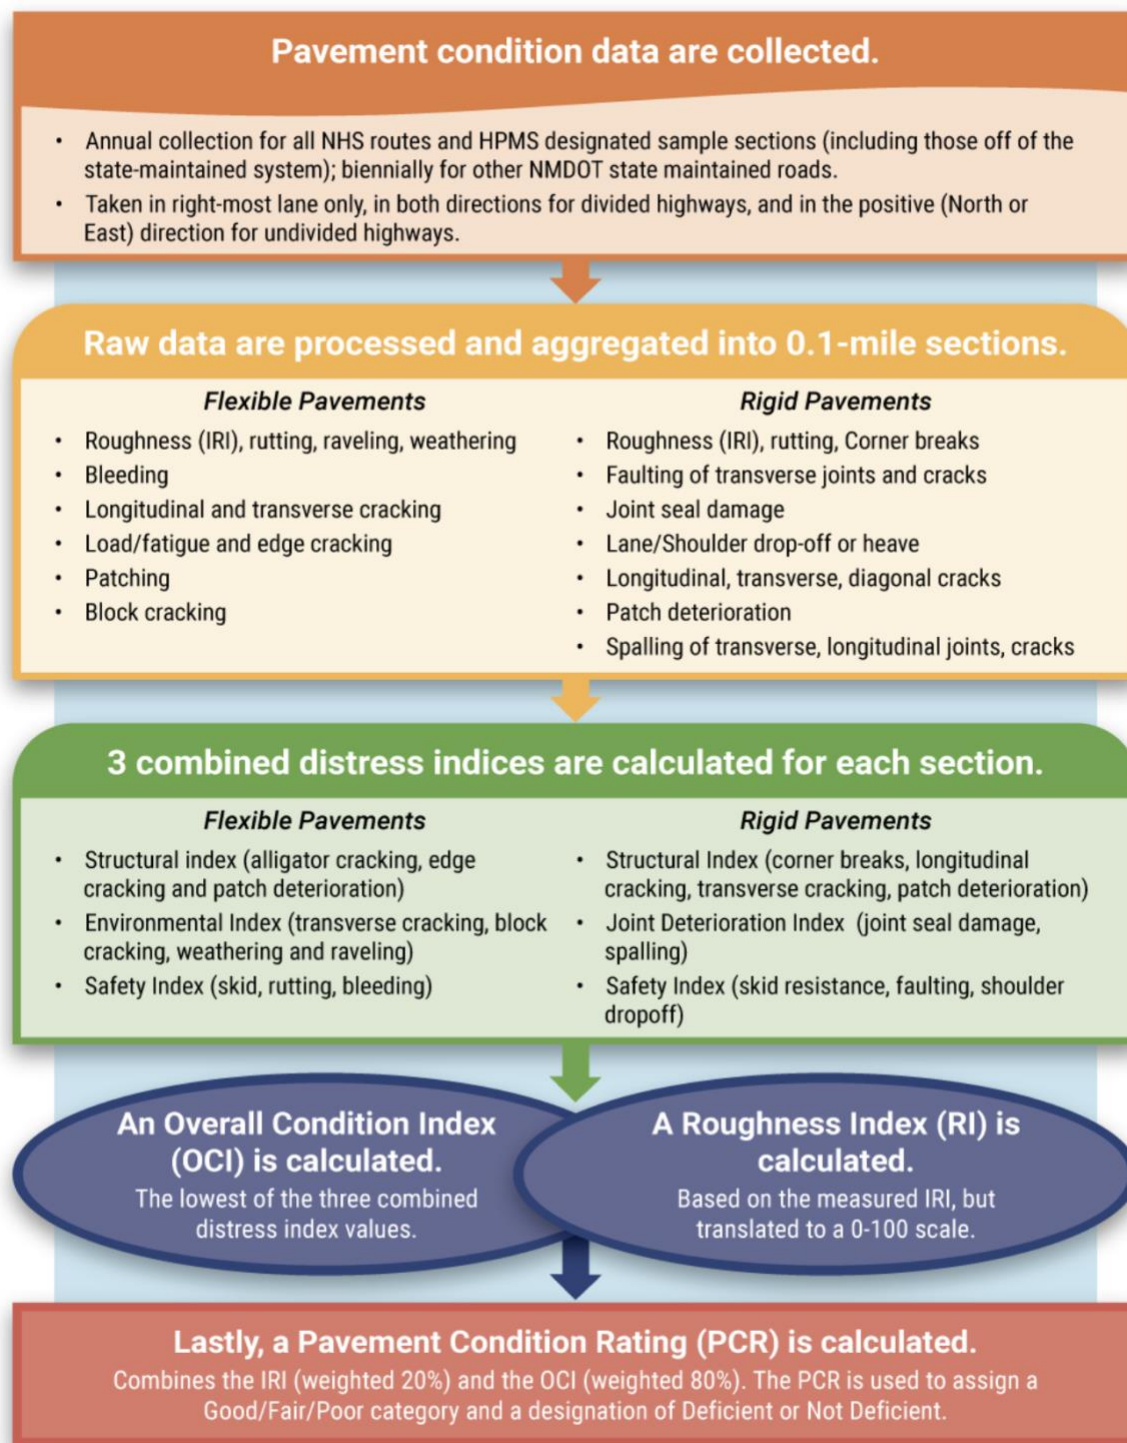 Pavement condition data are collected.
• Annual collection for all NHS routes and HPMS designated sample sections (including those off of the
state-maintained system); biennially for other NMDOT state maintained roads.
• Taken in right-most lane only, in both directions for divided highways, and in the positive (North or
East) direction for undivided highways.
Raw data are processed and aggregated into 0.1-mile sections.
Flexible Pavements
• Roughness (IRI), rutting, raveling, weathering
• Bleeding
• Longitudinal and transverse cracking
• Load/fatigue and edge cracking
• Patching
• Block cracking
Rigid Pavements
• Roughness (IRI), rutting, Corner breaks
• Faulting of transverse joints and cracks
• Joint seal damage
• Lane/Shoulder drop-off or heave
• Longitudinal, transverse, diagonal cracks
• Patch deterioration
• Spalling of transverse, longitudinal joints, cracks
3 combined distress indices are calculated for each section.
Flexible Pavements
• Structural index (alligator cracking, edge
cracking and patch deterioration)
• Environmental Index (transverse cracking, block
cracking, weathering and raveling)
• Safety Index (skid, rutting, bleeding)
Rigid Pavements
• Structural Index (corner breaks, longitudinal
cracking, transverse cracking, patch deterioration)
• Joint Deterioration Index (joint seal damage,
spalling)
• Safety Index (skid resistance, faulting, shoulder
dropoff)
An Overall Condition Index
(OCI) is calculated.
The lowest of the three combined
distress index values.
A Roughness Index (RI) is
calculated.
Based on the measured IRI, but
translated to a 0-100 scale.
Lastly, a Pavement Condition Rating (PCR) is calculated.
Combines the IRI (weighted 20%) and the OCI (weighted 80%). The PCR is used to assign a
Good/Fair/Poor category and a designation of Deficient or Not Deficient.